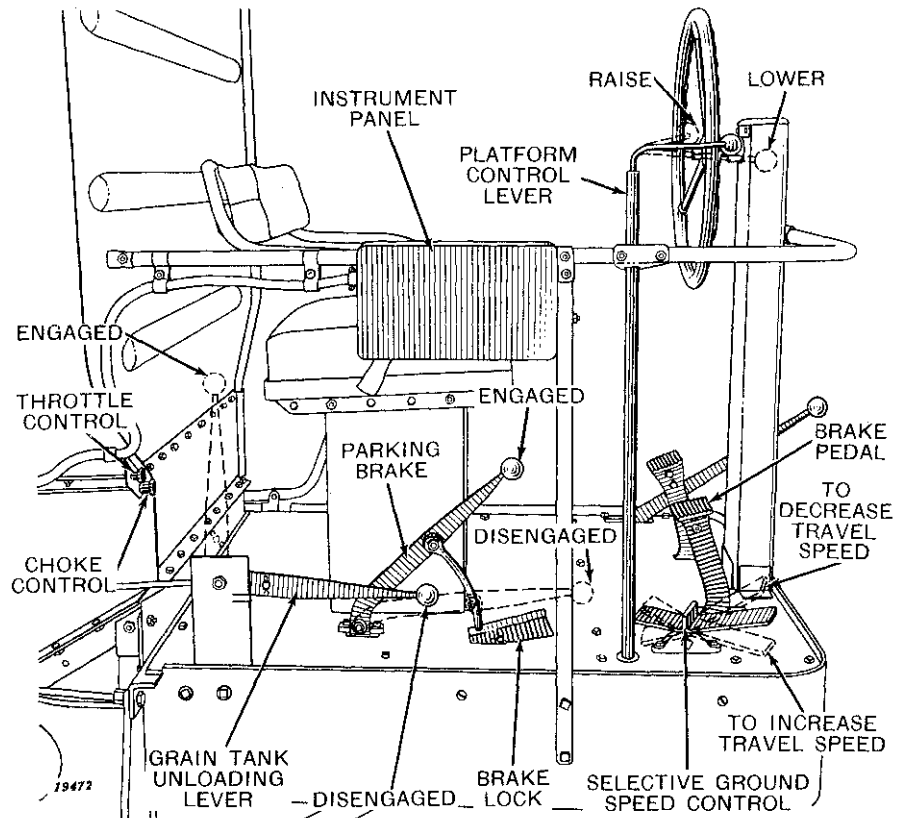 RAISE
LOWER
INSTRUMENT
PANEL
PLATFORM
CONTROL
LEVER
ENGAGED
THROTTLE
CONTROL
ENGAGED
PARKING
BRAKE
BRAKE
PEDAL
TO
DECREASE
TRAVEL
SPEED
DISENGAGED
CHOKE
CONTROL
GRAIN TANK
UNLOADING
LEVER
DISENGAGED
BRAKE
LOCK
SELECTIVE GROUND
SPEED CONTROL
TO INCREASE
TRAVEL SPEED
19472